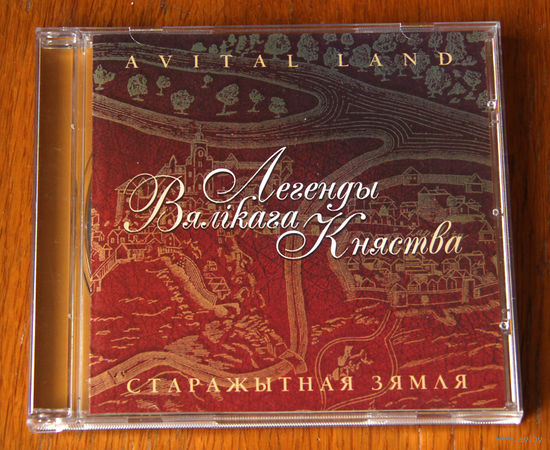 AVITAL LAND
Легенды
Вялікага
Княства
СТАРАЖЫТНАЯ ЗЯМЛЯ